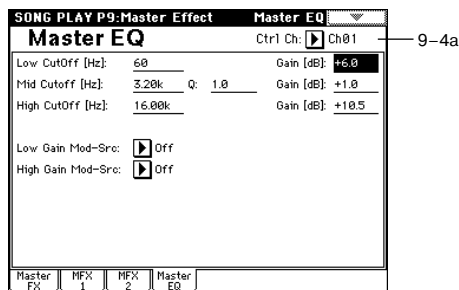 SONG PLAY P9:Master Effect Master EQ
Master EQ Ctrl Ch: Ch01 9–4a
Low CutOff [Hz]: 60 Gain [dB]: +6.0
Mid Cutoff [Hz]: 3.20k Q: 1.0 Gain [dB]: +1.0
High CutOff [Hz]: 16.00k Gain [dB]: +10.5
Low Gain Mod-Src: Off
High Gain Mod-Src: Off
Master FX MFX 1 MFX 2 Master EQ